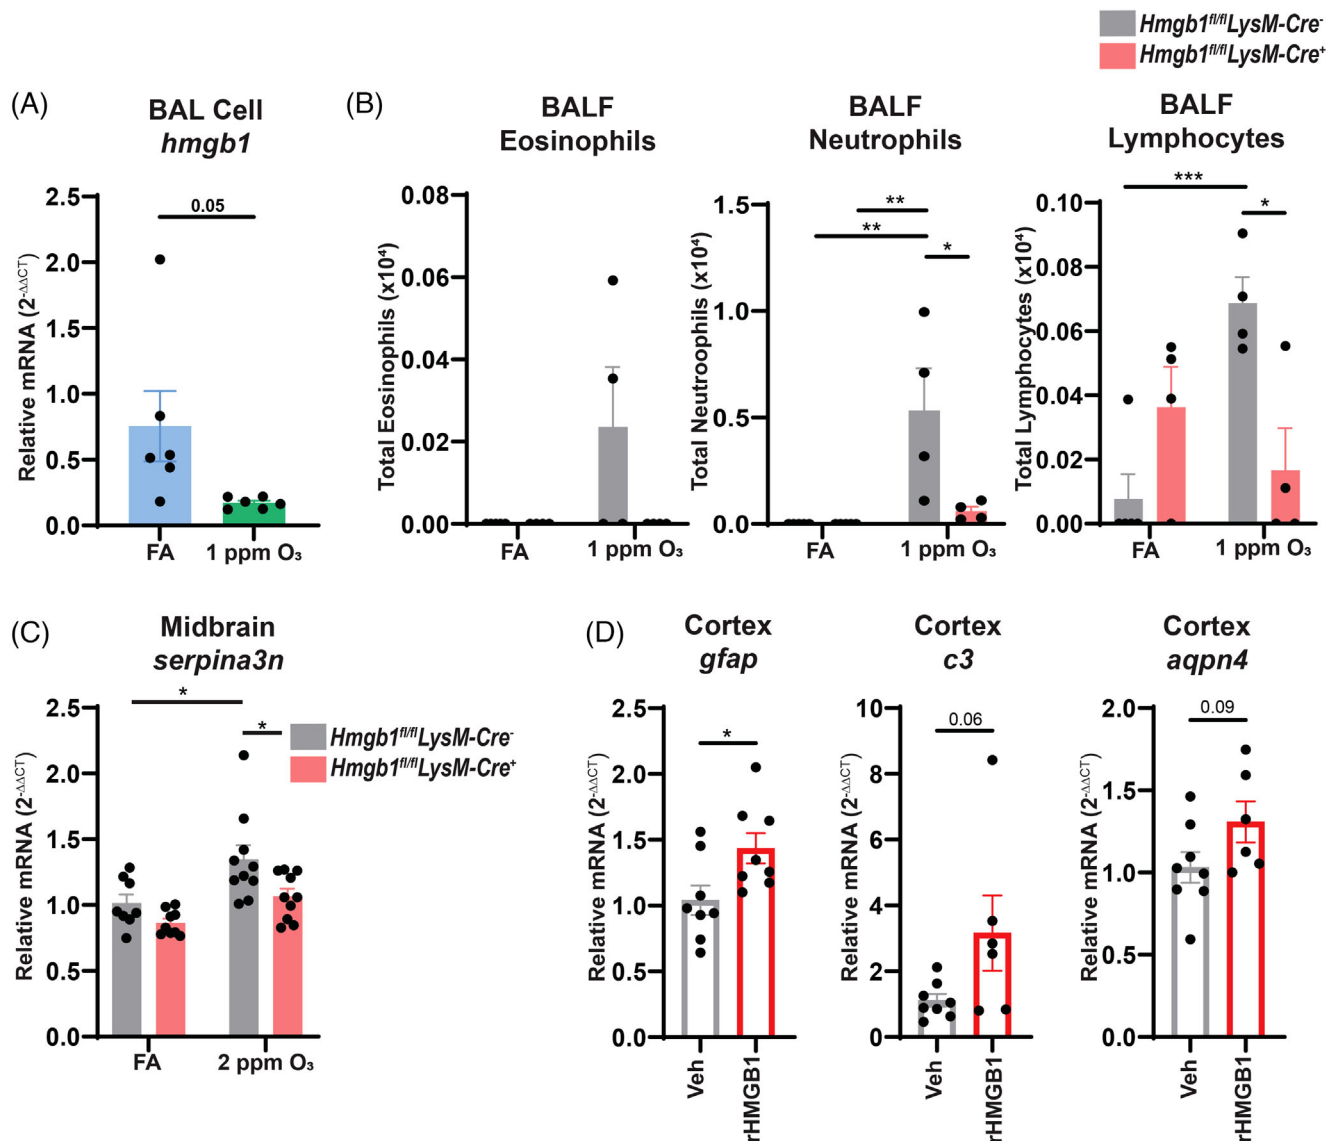 Hmgb1fl/flLysM-Cre-
Hmgb1fl/flLysM-Cre+
(A)
BAL Cell
hmgb1
Relative mRNA (2-ΔΔCT)
2.5
2.0
1.5
1.0
0.5
0.0
0.05
FA
1 ppm O₃
(B)
BALF
Eosinophils
Total Eosinophils (x10⁴)
0.08
0.06
0.04
0.02
0.00
FA
1 ppm O₃
BALF
Neutrophils
Total Neutroophils (x10⁴)
1.5
1.0
0.5
0.0
**
**
*
FA
1 ppm O₃
BALF
Lymphocytes
Total Lymphocytes (x10⁴)
0.10
0.08
0.06
0.04
0.02
0.00
***
*
FA
1 ppm O₃
(C)
Midbrain
serpina3n
Relative mRNA (2-ΔΔCT)
2.5
2.0
1.5
1.0
0.5
0.0
*
*
Hmgb1fl/flLysM-Cre-
Hmgb1fl/flLysM-Cre+
FA
2 ppm O₃
(D)
Cortex
gfap
Relative mRNA (2-ΔΔCT)
2.5
2.0
1.5
1.0
0.5
0.0
*
Veh
rHMGB1
Cortex
c3
Relative mRNA (2-ΔΔCT)
10
8
6
4
2
0
0.06
Veh
rHMGB1
Cortex
aqpn4
Relative mRNA (2-ΔΔCT)
2.0
1.5
1.0
0.5
0.0
0.09
Veh
rHMGB1